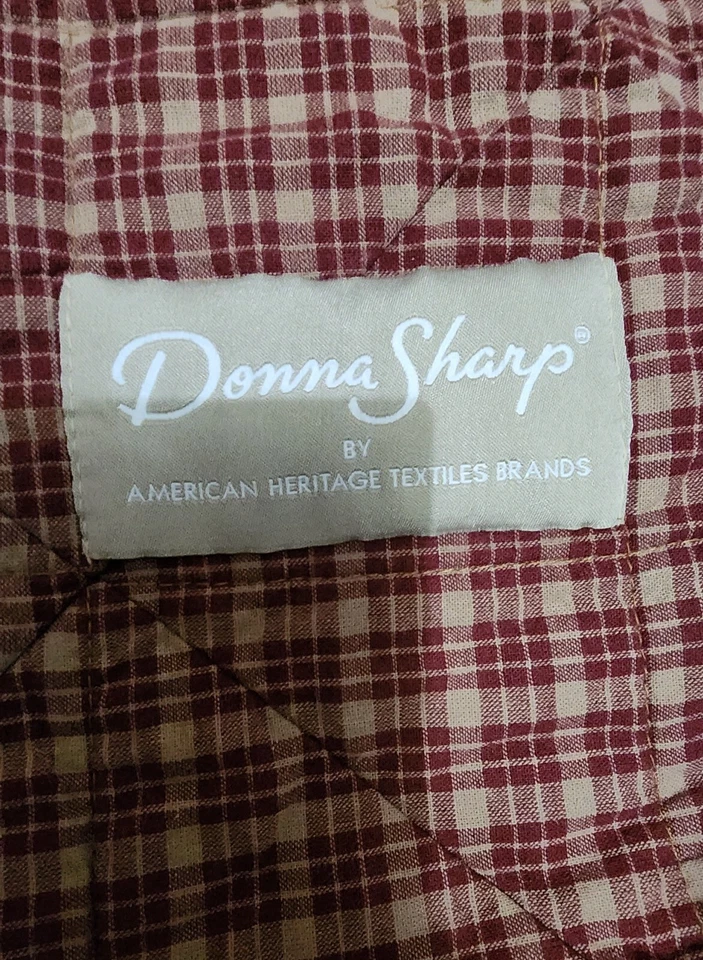 Donna Sharp®
BY
AMERICAN HERITAGE TEXTILES BRANDS